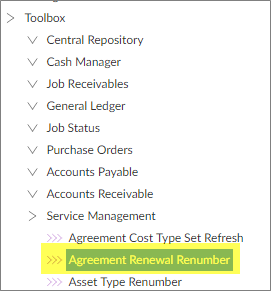 Toolbox
Central Repository
Cash Manager
Job Receivables
General Ledger
Job Status
Purchase Orders
Accounts Payable
Accounts Receivable
Service Management
Agreement Cost Type Set Refresh
Agreement Renewal Renumber
Asset Type Renumber